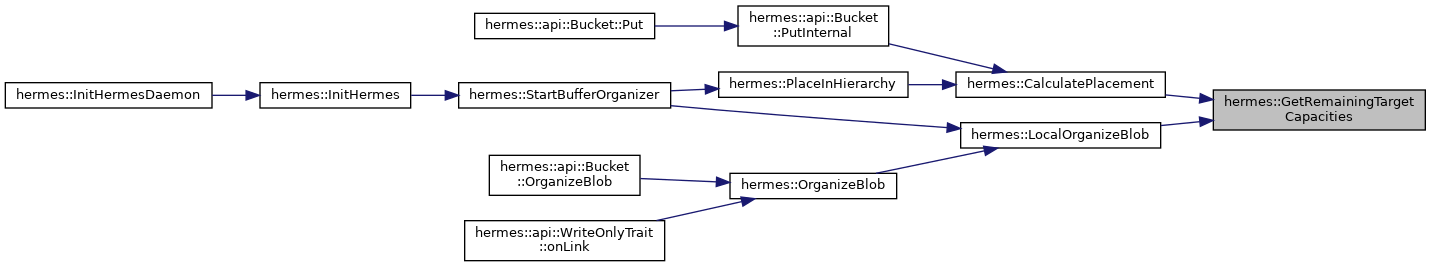 hermes::api::Bucket::Put
hermes::api::Bucket
::PutInternal
hermes::InitHermesDaemon
hermes::InitHermes
hermes::StartBufferOrganizer
hermes::PlaceInHierarchy
hermes::CalculatePlacement
hermes::GetRemainingTarget
Capacities
hermes::LocalOrganizeBlob
hermes::api::Bucket
::OrganizeBlob
hermes::OrganizeBlob
hermes::api::WriteOnlyTrait
::onLink